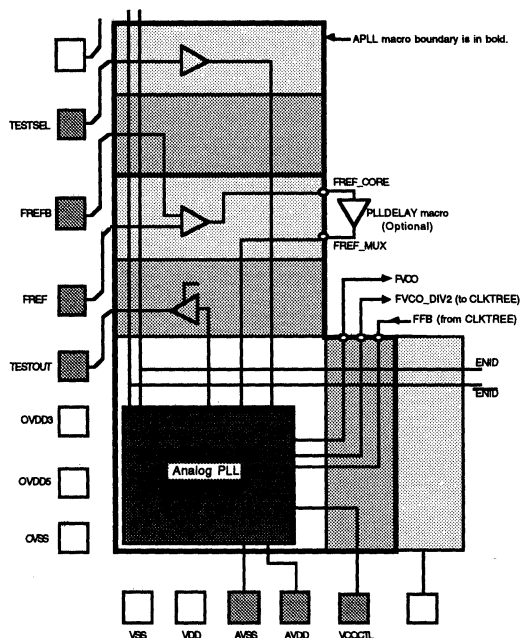 APLL macro boundary is in bold.
TESTSEL
FREF_CORE
FREFB
PLLDELAY macro
(Optional)
FREF_MUX
FVCO
FREF
FVCO_DIV2 (to CLKTREE)
FFB (from CLKTREE)
TESTOUT
ENID
ENID
OVDD3
Analog PLL
OVDD5
OVSS
VSS
VDD
AVSS
AVDD
VCOCTL